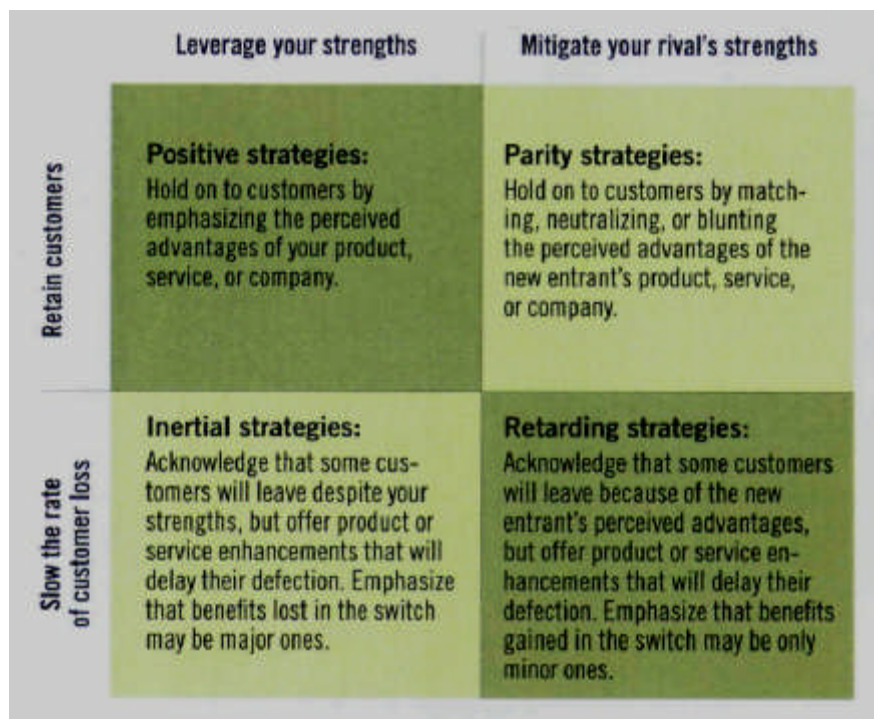 Leverage your strengths
Mitigate your rival's strengths
Retain customers
Positive strategies:
Hold on to customers by
emphasizing the perceived
advantages of your product,
service, or company.
Parity strategies:
Hold on to customers by match-
ing, neutralizing, or blunting
the perceived advantages of the
new entrant's product, service,
or company.
Slow the rate
of customer loss
Inertial strategies:
Acknowledge that some cus-
tomers will leave despite your
strengths, but offer product or
service enhancements that will
delay their defection. Emphasize
that benefits lost in the switch
may be major ones.
Retarding strategies:
Acknowledge that some customers
will leave because of the new
entrant's perceived advantages,
but offer product or service en-
hancements that will delay their
defection. Emphasize that benefits
gained in the switch may be only
minor ones.